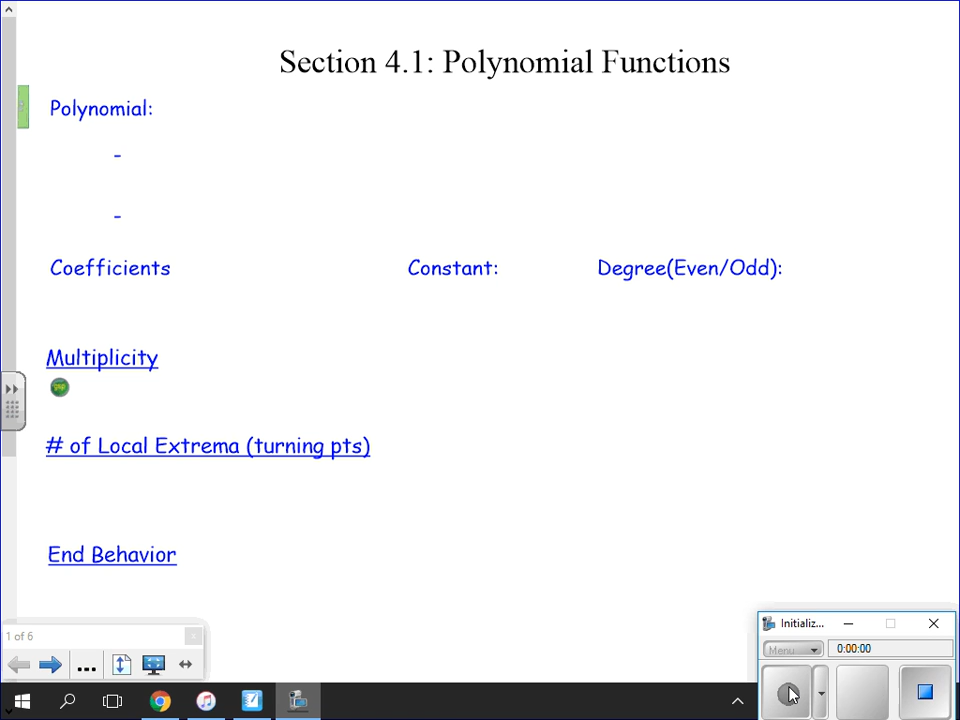 Section 4.1: Polynomial Functions
Polynomial:
-
-
Coefficients Constant: Degree(Even/Odd):
Multiplicity
# of Local Extrema (turning pts)
End Behavior
Initializ...
1 of 6
Menu 0:00:00
...